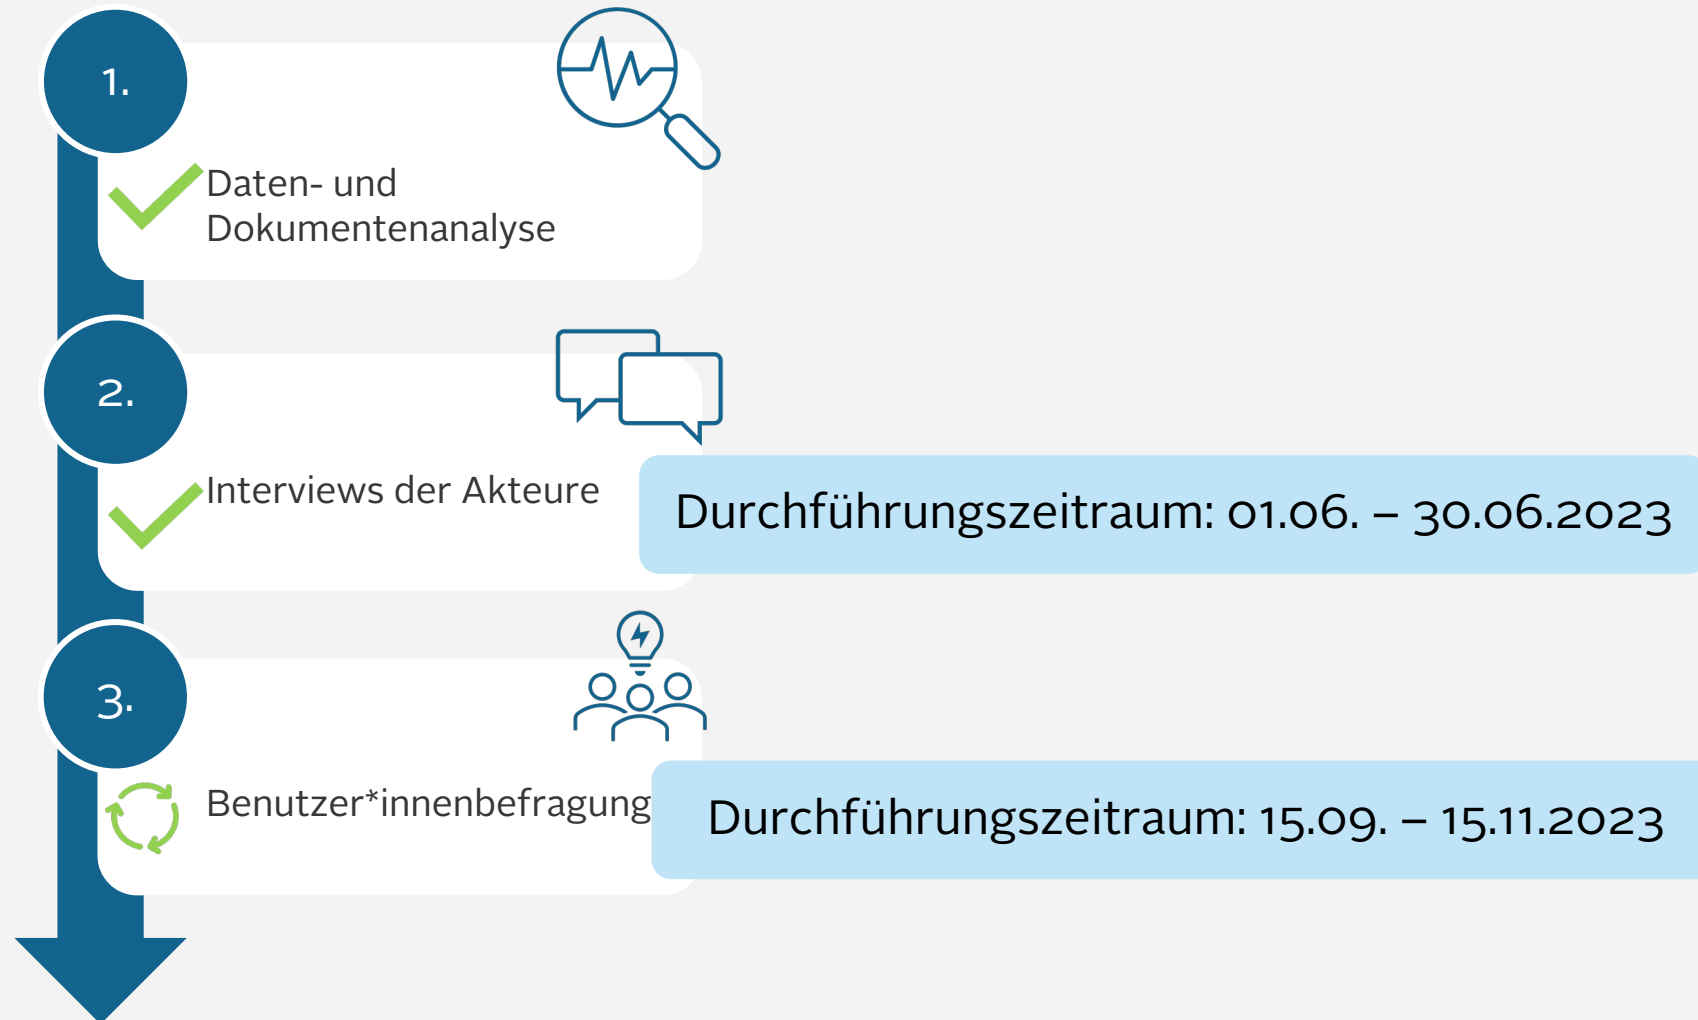 1.
Daten- und
Dokumentenanalyse
2.
Interviews der Akteure
Durchführungszeitraum: 01.06. – 30.06.2023
3.
Benutzer*innenbefragung
Durchführungszeitraum: 15.09. – 15.11.2023